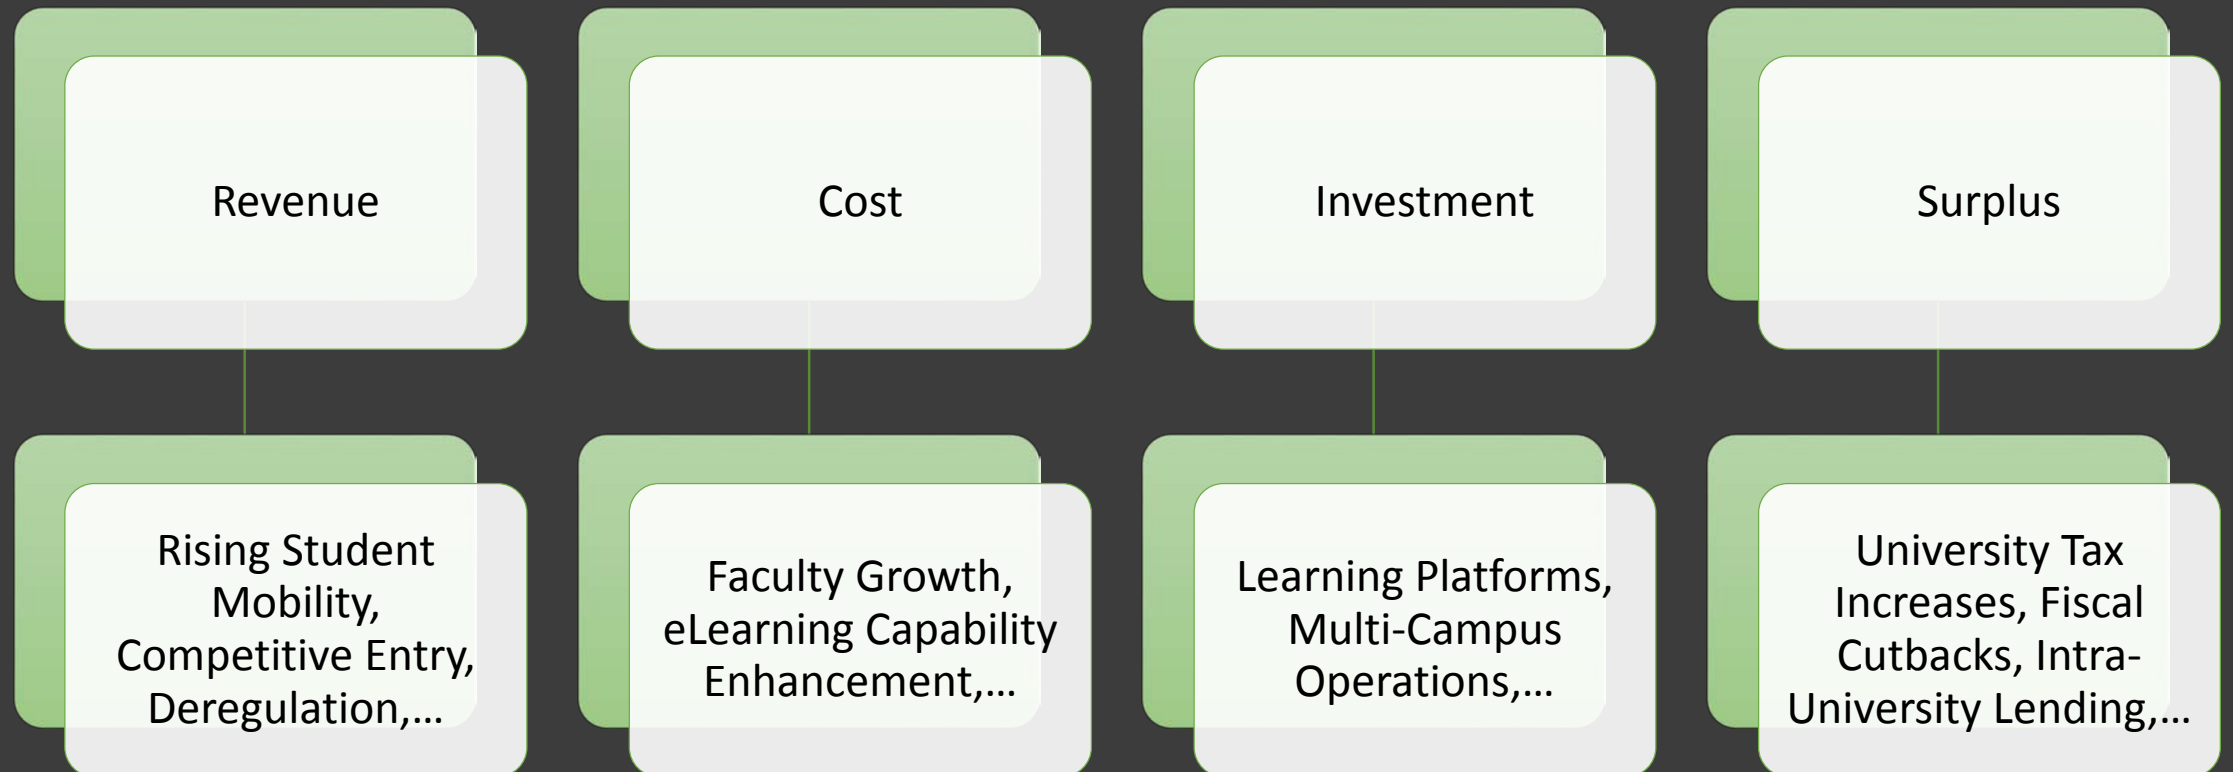 Revenue
Cost
Investment
Surplus
Rising Student
Mobility,
Competitive Entry,
Deregulation,...
Faculty Growth,
eLearning Capability
Enhancement,...
Learning Platforms,
Multi-Campus
Operations,...
University Tax
Increases, Fiscal
Cutbacks, Intra-
University Lending,...